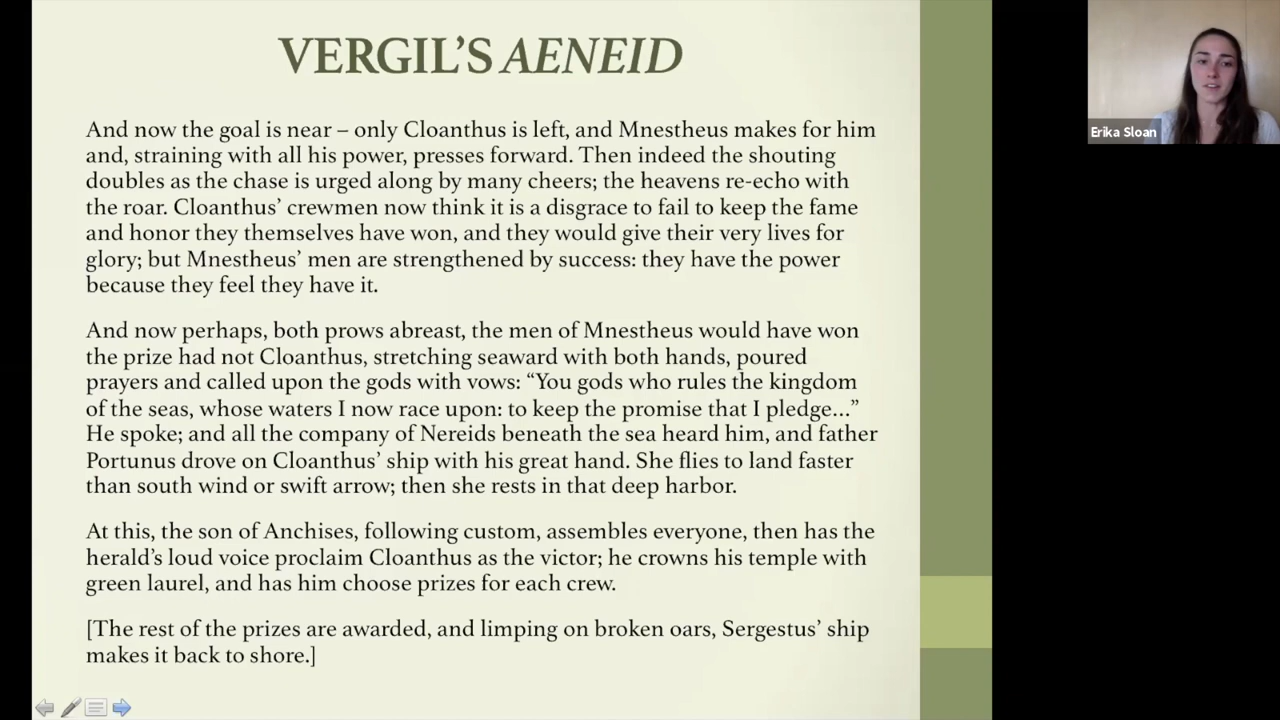 VERGIL'S AENEID
And now the goal is near – only Cloanthus is left, and Mnestheus makes for him
and, straining with all his power, presses forward. Then indeed the shouting
doubles as the chase is urged along by many cheers; the heavens re-echo with
the roar. Cloanthus' crewmen now think it is a disgrace to fail to keep the fame
and honor they themselves have won, and they would give their very lives for
glory; but Mnestheus' men are strengthened by success: they have the power
because they feel they have it.
And now perhaps, both prows abreast, the men of Mnestheus would have won
the prize had not Cloanthus, stretching seaward with both hands, poured
prayers and called upon the gods with vows: “You gods who rules the kingdom
of the seas, whose waters I now race upon: to keep the promise that I pledge…”
He spoke; and all the company of Nereids beneath the sea heard him, and father
Portunus drove on Cloanthus' ship with his great hand. She flies to land faster
than south wind or swift arrow; then she rests in that deep harbor.
At this, the son of Anchises, following custom, assembles everyone, then has the
herald's loud voice proclaim Cloanthus as the victor; he crowns his temple with
green laurel, and has him choose prizes for each crew.
[The rest of the prizes are awarded, and limping on broken oars, Sergestus' ship
makes it back to shore.]
Erika Sloan